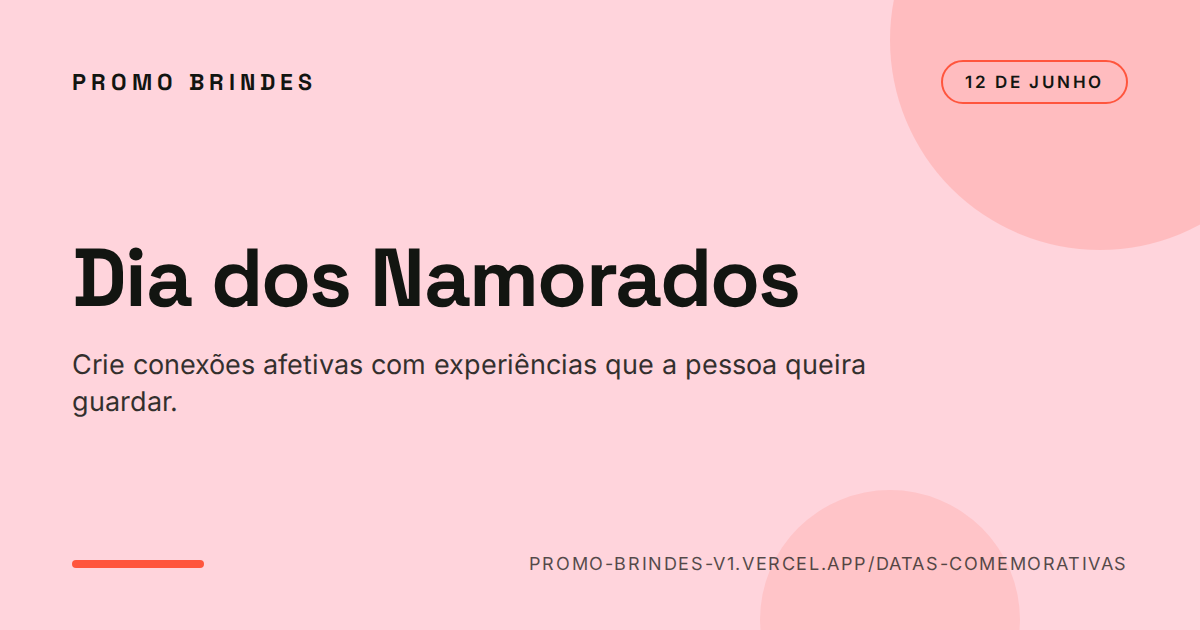 PROMO BRINDES
12 DE JUNHO
Dia dos Namorados
Crie conexões afetivas com experiências que a pessoa queira
guardar.
PROMO-BRINDES-V1.VERCEL.APP/DATAS-COMEMORATIVAS